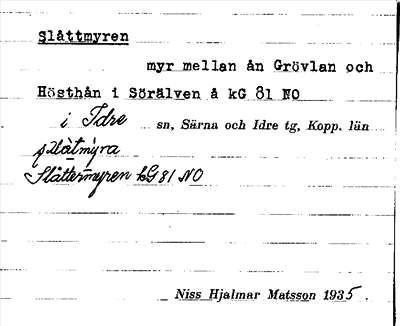 Slåttmyren
myr mellan ån Grövlan och
Hösthån i Sörälven å kG 81 NO
i Idre sn, Särna och Idre tg, Kopp. län
slàtmỳra
Slåttermyren kG 81 NO
Niss Hjalmar Matsson 1935.